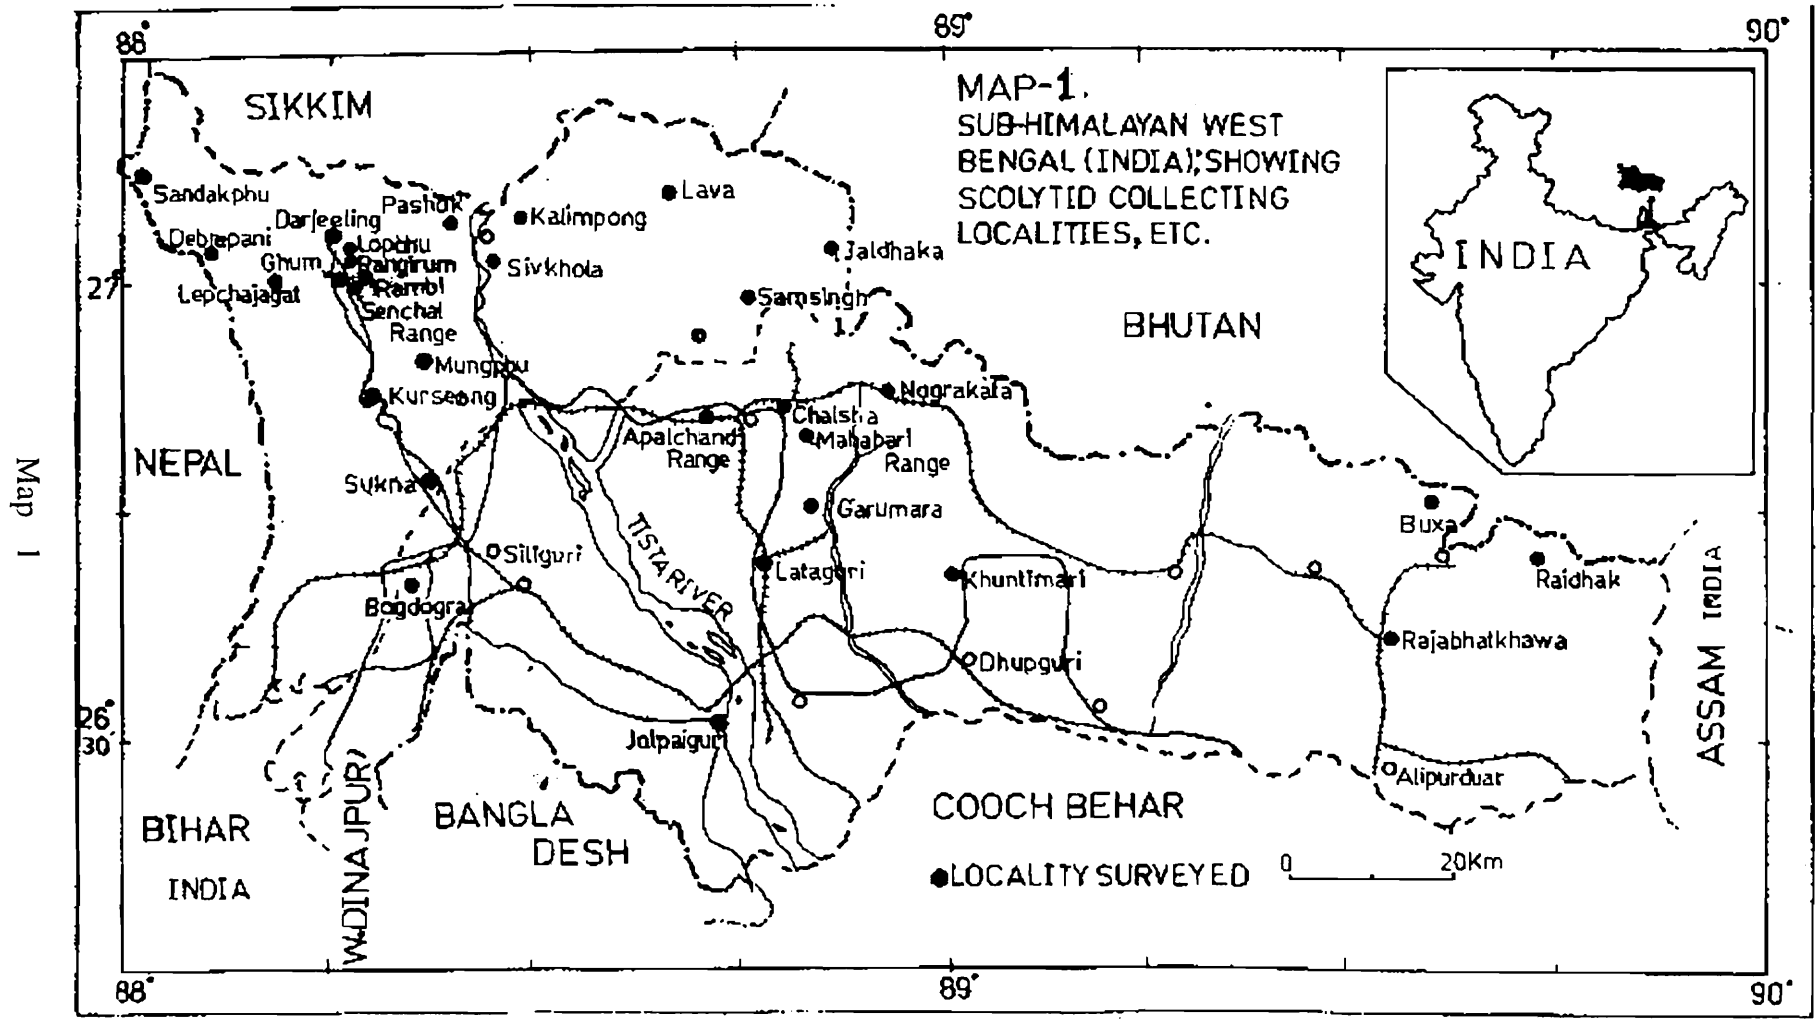 88°
89°
90°
MAP-1.
SUB-HIMALAYAN WEST
BENGAL (INDIA), SHOWING
SCOLYTID COLLECTING
LOCALITIES, ETC.
SIKKIM
Sandakphu
Pashok
Darjeeling
Kalimpong
Lava
Debrepani
Lopchu
Ghum
Rangirum
Sivkhola
Jaldhaka
INDIA
27°
Lepchajagat
Rambi
Samsingh
Senchal
Range
BHUTAN
Mungphu
Kurseong
Nagrakata
Chalsha
Apalchand
Range
Mahabari
Range
NEPAL
Sukna
Garumara
Buxa
Map 1
TISTA RIVER
Siliguri
Lataguri
Khuntimari
Raidhak
Bagdogra
Rajabhatkhawa
Dhupguri
ASSAM INDIA
26°
30
Jalpaiguri
Alipurduar
W.DINAJPUR)
BIHAR
INDIA
BANGLA
DESH
COOCH BEHAR
LOCALITY SURVEYED
0 20Km
88°
89°
90°